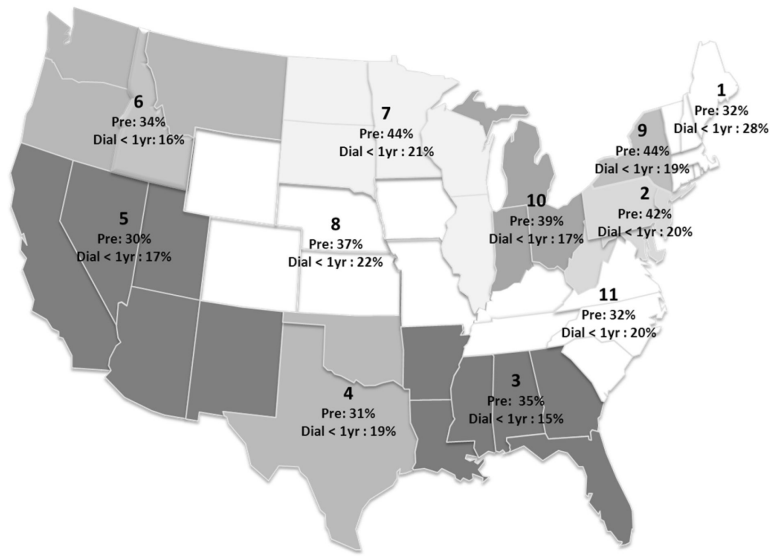 1
Pre: 32%
Dial < 1yr : 28%
6
Pre: 34%
Dial < 1yr: 16%
7
Pre: 44%
Dial < 1yr : 21%
9
Pre: 44%
Dial < 1yr : 19%
2
Pre: 42%
Dial < 1yr : 20%
10
Pre: 39%
Dial < 1yr : 17%
5
Pre: 30%
Dial < 1yr : 17%
8
Pre: 37%
Dial < 1yr : 22%
11
Pre: 32%
Dial < 1yr : 20%
3
Pre:  35%
Dial < 1yr : 15%
4
Pre: 31%
Dial < 1yr : 19%